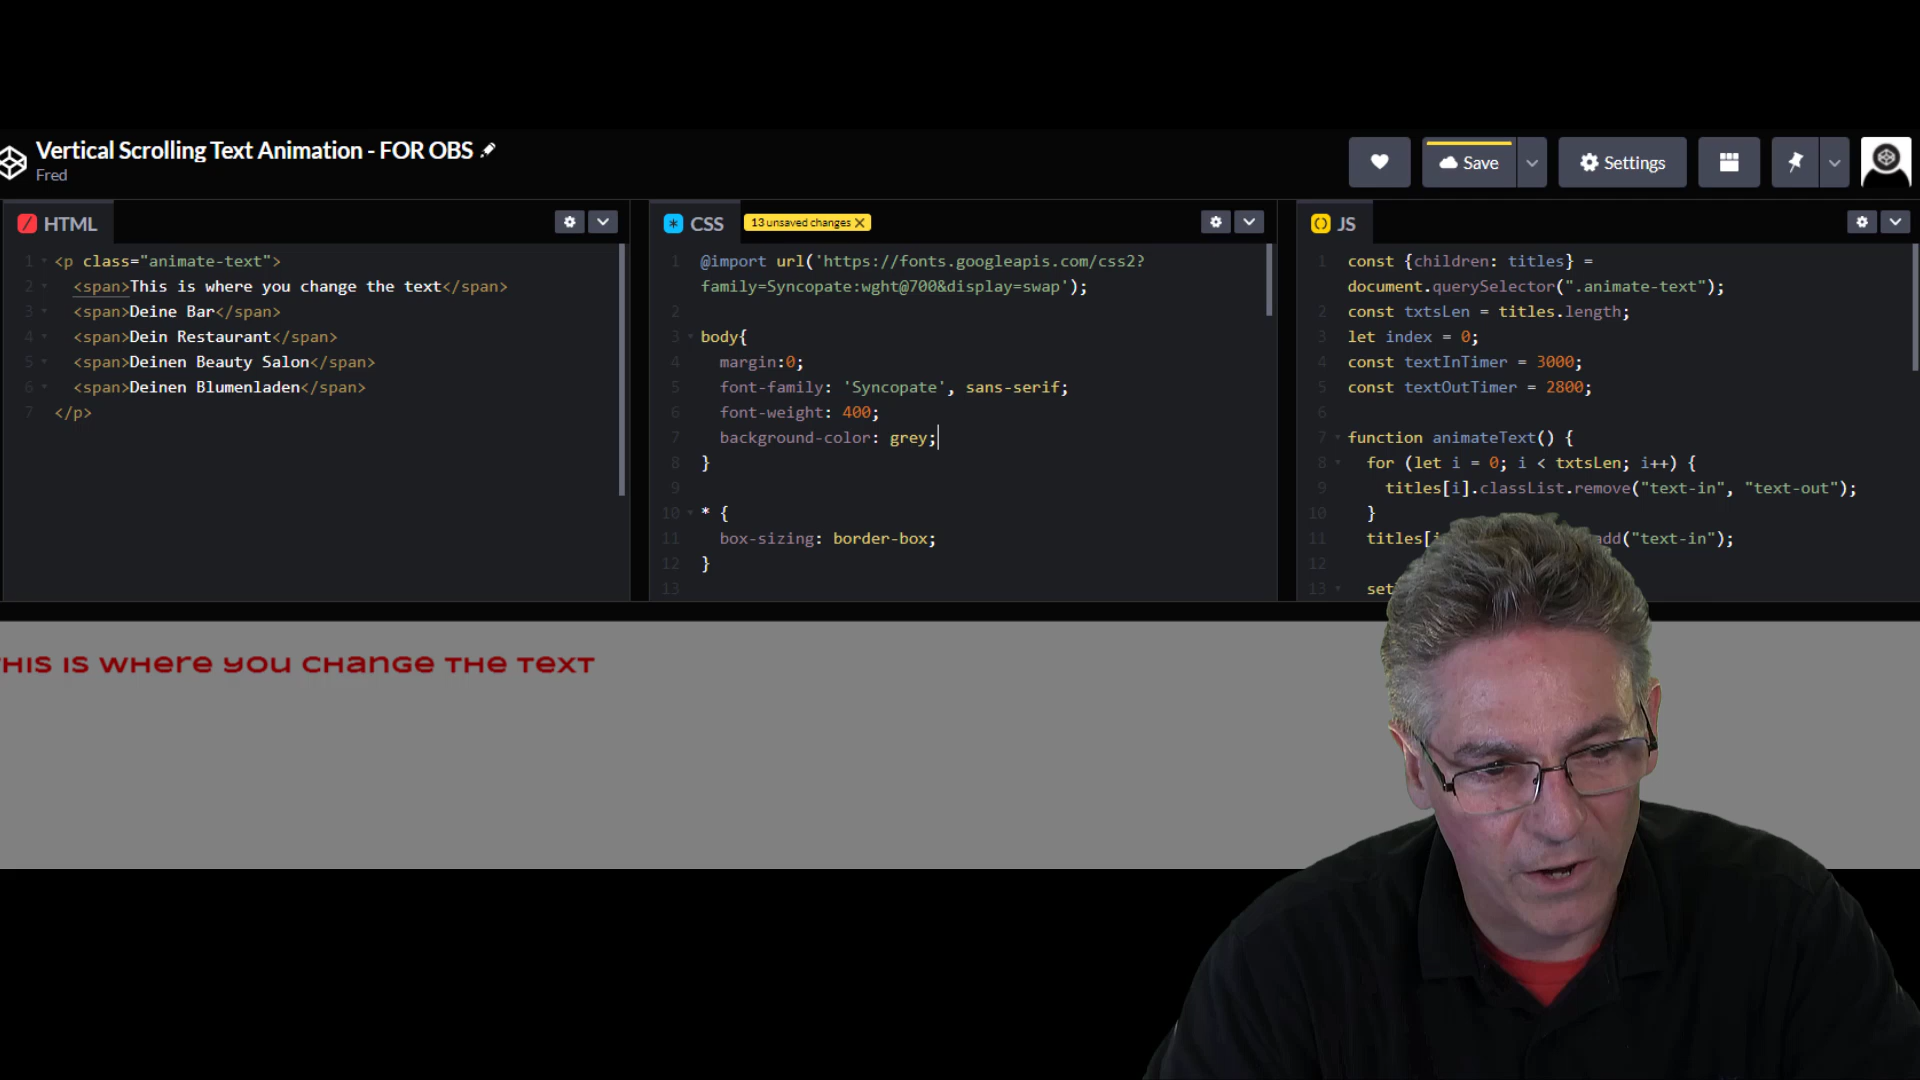 Vertical Scrolling Text Animation - FOR OBS
Fred
Save
Settings
HTML
1 <p class="animate-text">
2 <span>This is where you change the text</span>
3 <span>Deine Bar</span>
4 <span>Dein Restaurant</span>
5 <span>Deinen Beauty Salon</span>
6 <span>Deinen Blumenladen</span>
7 </p>
CSS
13 unsaved changes
1 @import url('https://fonts.googleapis.com/css2?
family=Syncopate:wght@700&display=swap');
2
3 body{
4 margin:0;
5 font-family: 'Syncopate', sans-serif;
6 font-weight: 400;
7 background-color: grey;
8 }
9
10 * {
11 box-sizing: border-box;
12 }
13
JS
1 const {children: titles} =
document.querySelector(".animate-text");
2 const txtsLen = titles.length;
3 let index = 0;
4 const textInTimer = 3000;
5 const textOutTimer = 2800;
6
7 function animateText() {
8 for (let i = 0; i < txtsLen; i++) {
9 titles[i].classList.remove("text-in", "text-out");
10 }
11 titles[ add("text-in");
12
13 set
THIS IS WHERE YOU CHANGE THE TEXT